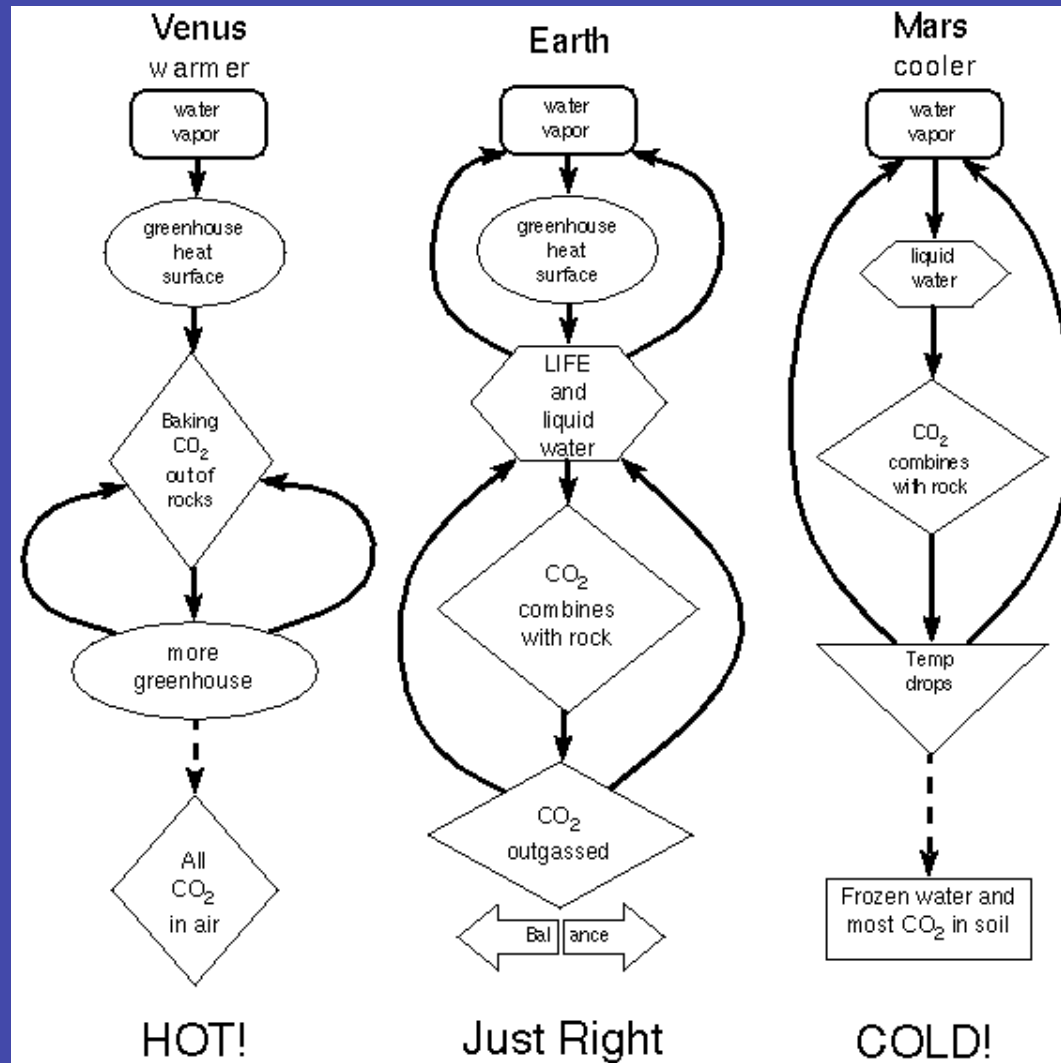 Venus
warmer
water
vapor
greenhouse
heat
surface
Baking
CO₂
out of
rocks
more
greenhouse
All
CO₂
in air
HOT!
Earth
water
vapor
greenhouse
heat
surface
LIFE
and
liquid
water
CO₂
combines
with rock
CO₂
outgassed
Bal ance
Just Right
Mars
cooler
water
vapor
liquid
water
CO₂
combines
with rock
Temp
drops
Frozen water and
most CO₂ in soil
COLD!